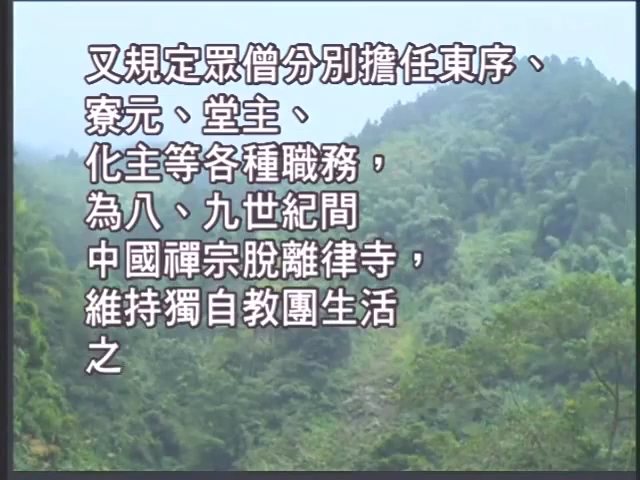 又規定眾僧分別擔任東序、
寮元、堂主、
化主等各種職務，
為八、九世紀間
中國禪宗脫離律寺，
維持獨自教團生活
之